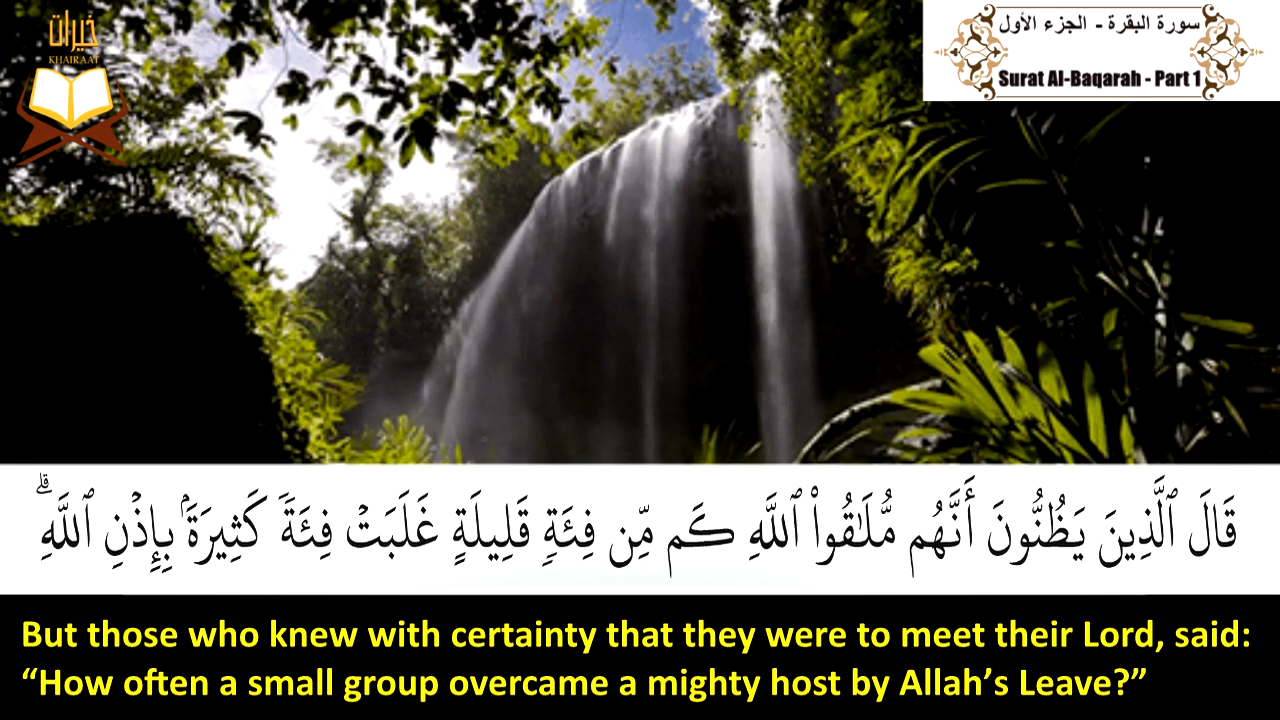 خيرات
KHAIRAAT
سورة البقرة - الجزء الأول
Surat Al-Baqarah - Part 1
قَالَ ٱلَّذِينَ يَظُنُّونَ أَنَّهُم مُّلَـٰقُوا۟ ٱللَّهِ كَم مِّن فِئَةٍۢ قَلِيلَةٍ غَلَبَتْ فِئَةًۭ كَثِيرَةًۢ بِإِذْنِ ٱللَّهِ ۗ
But those who knew with certainty that they were to meet their Lord, said:
“How often a small group overcame a mighty host by Allah’s Leave?”